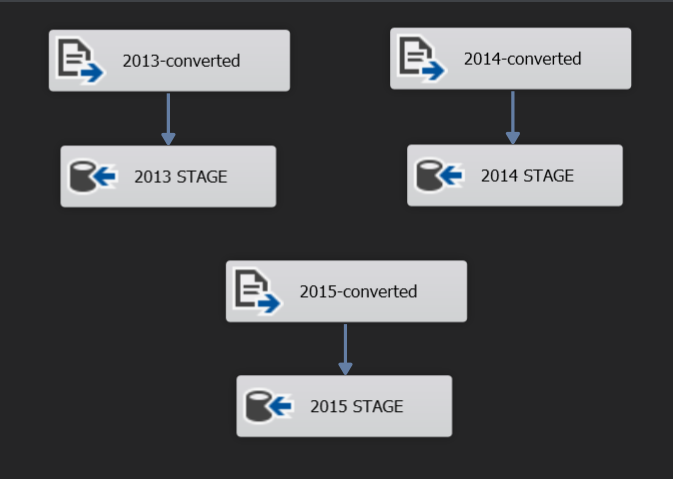 2013-converted
2014-converted
2013 STAGE
2014 STAGE
2015-converted
2015 STAGE